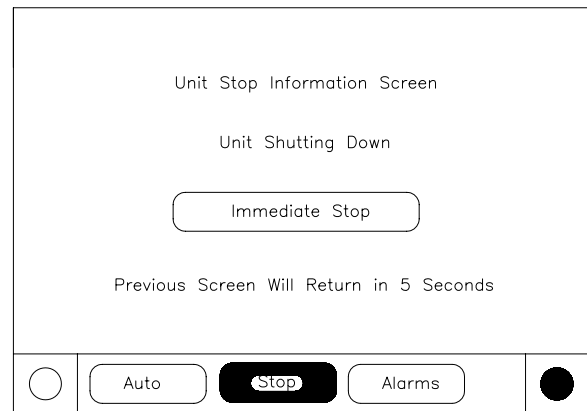 Unit Stop Information Screen
Unit Shutting Down
Immediate Stop
Previous Screen Will Return in 5 Seconds
Auto Stop Alarms